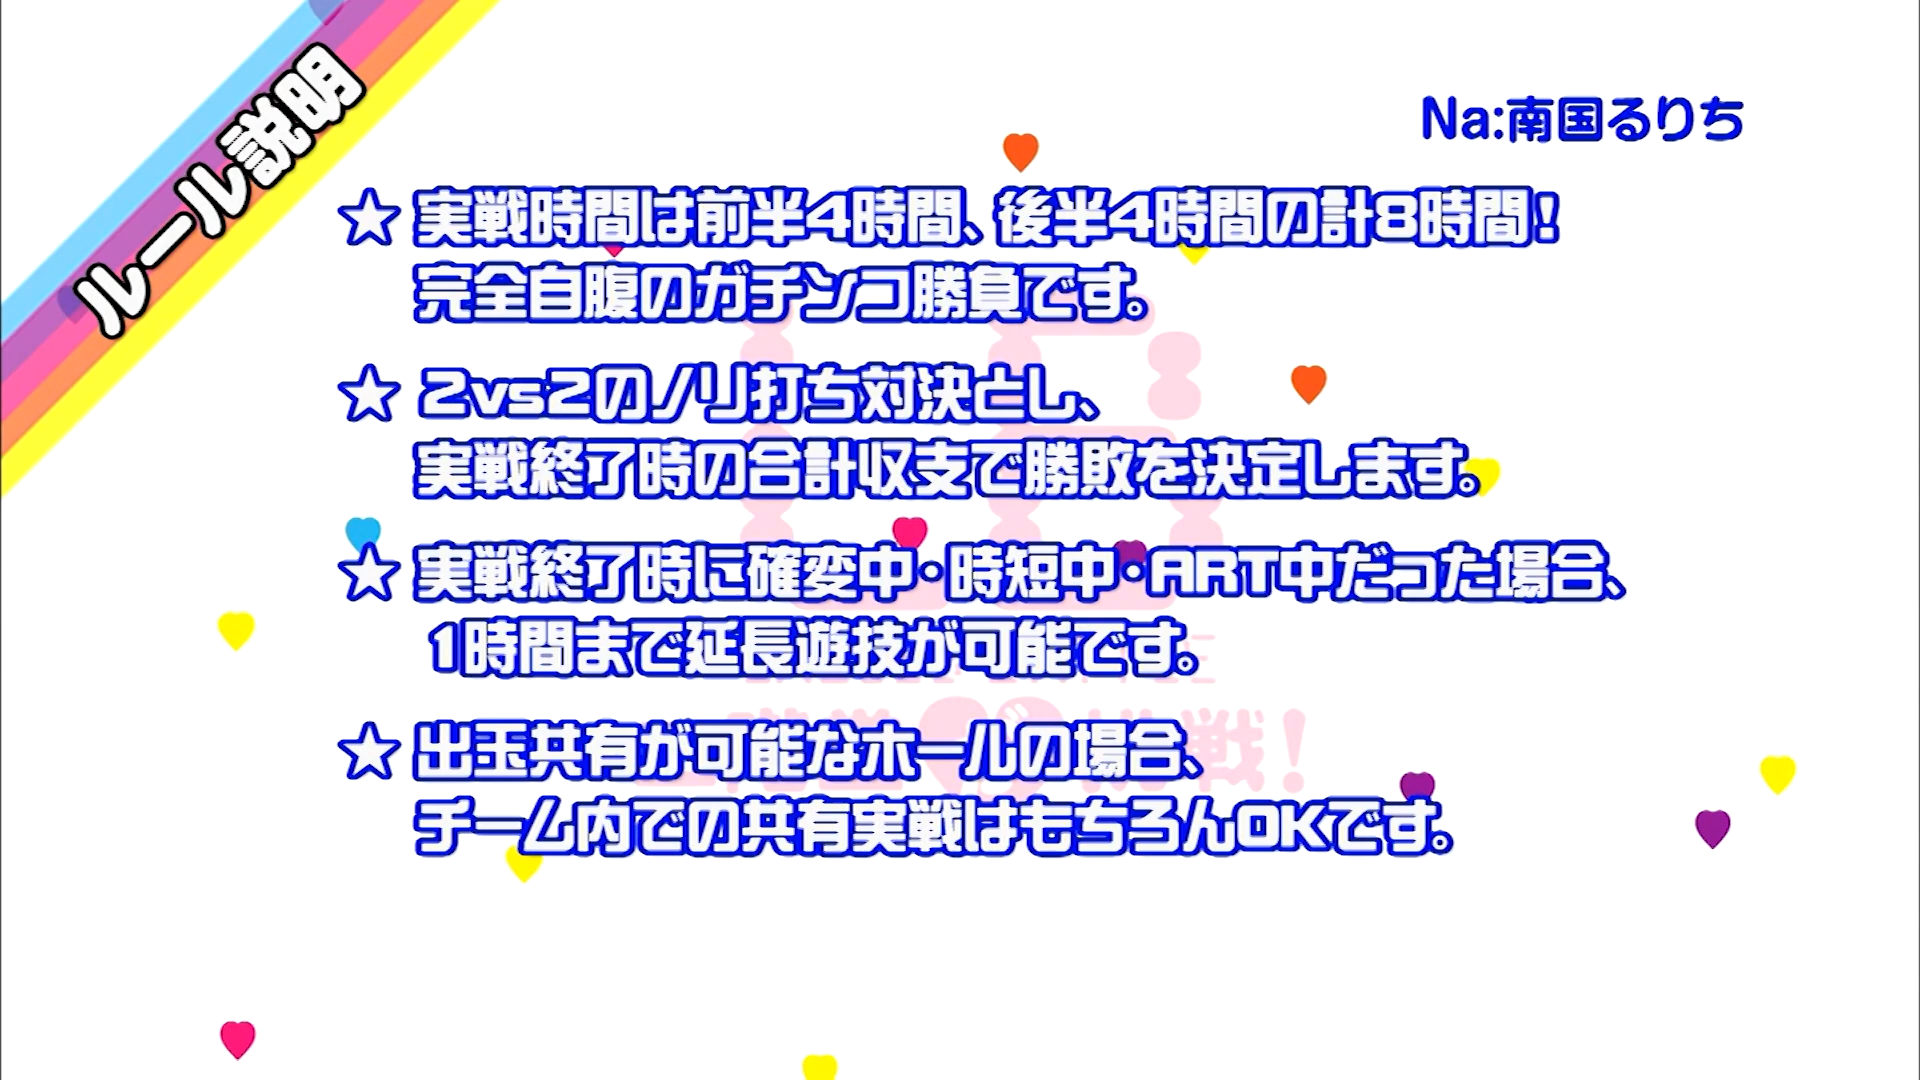 ルール説明
Na:南国るりち
☆ 実戦時間は前半4時間、後半4時間の計8時間!
完全自腹のガチンコ勝負です。
☆ 2vs2のノリ打ち対決とし、
実戦終了時の合計収支で勝敗を決定します。
☆ 実戦終了時に確変中・時短中・ART中だった場合、
1時間まで延長遊技が可能です。
☆ 出玉共有が可能なホールの場合、
チーム内での共有実戦はもちろんOKです。